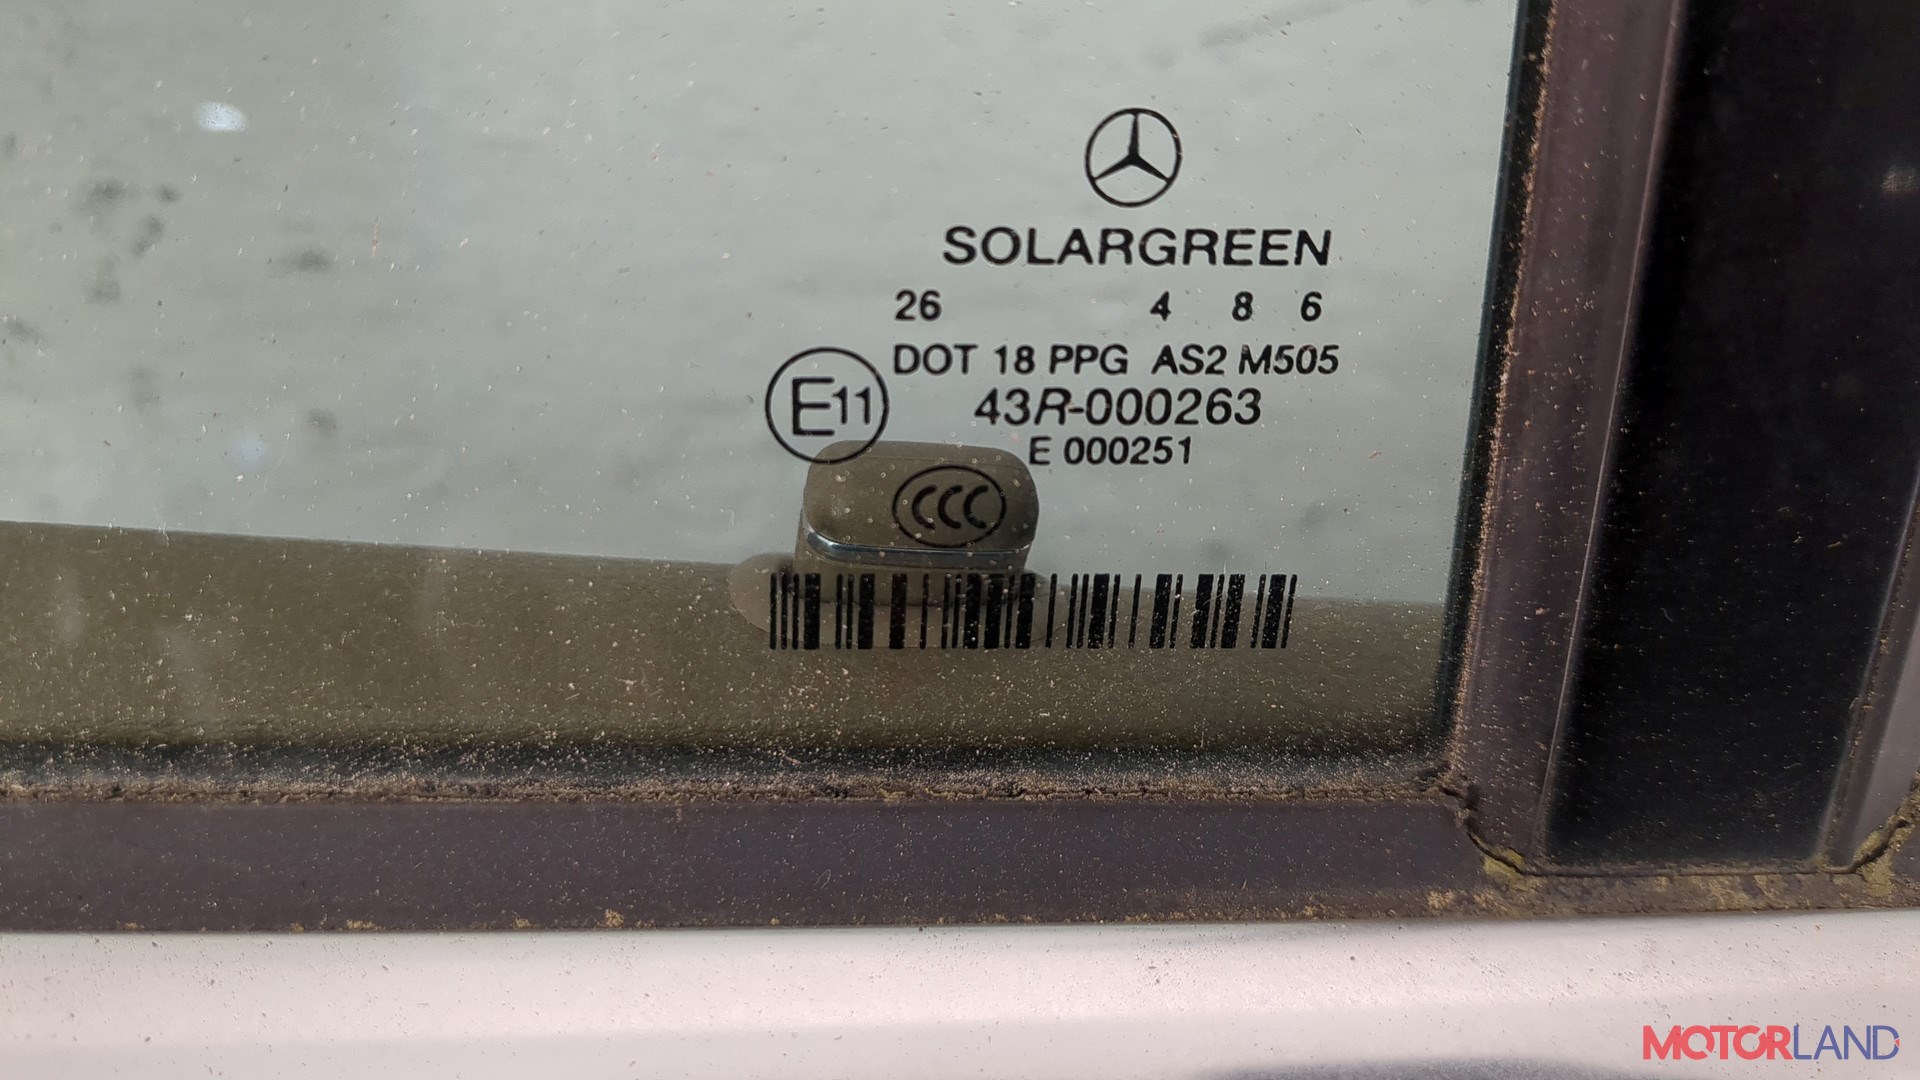 SOLARGREEN
26 4 8 6
DOT 18 PPG AS2 M505
E11 43R-000263
E 000251
CCC
MOTORLAND